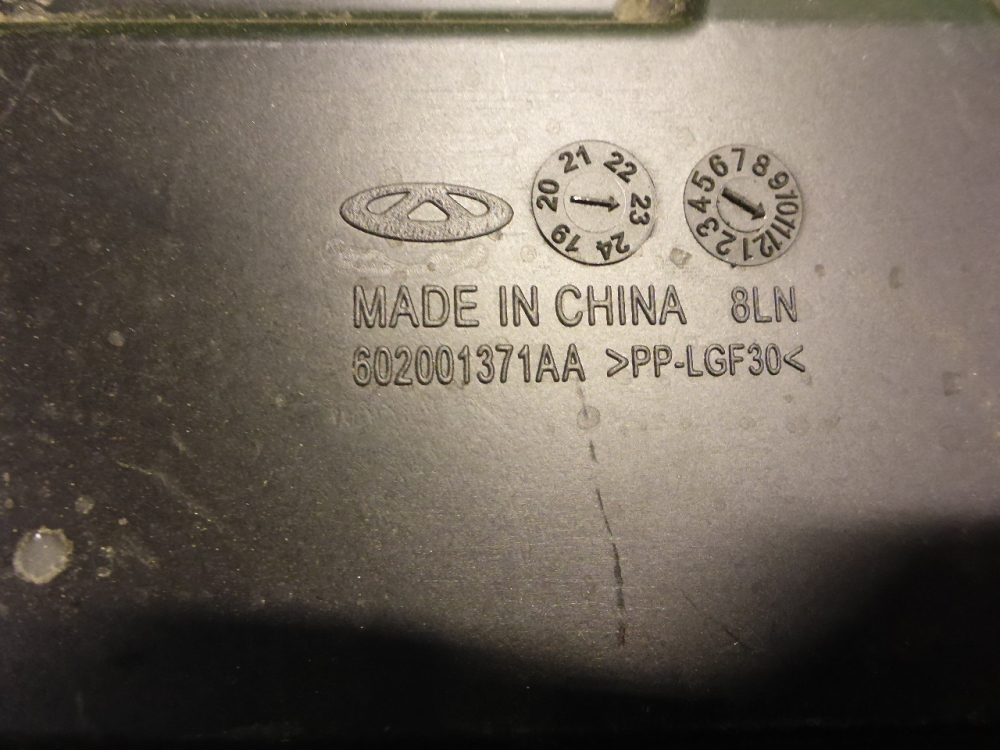 19 20 21 22 23 24
1 2 3 4 5 6 7 8 9 10 11 12
MADE IN CHINA 8LN
602001371AA >PP-LGF30<